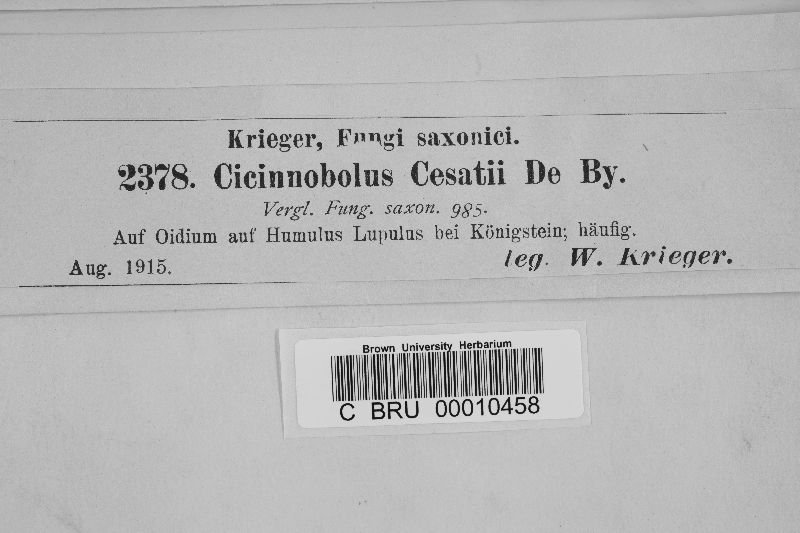 Krieger, Fungi saxonici.
2378. Cicinnobolus Cesatii De By.
Vergl. Fung. saxon. 985.
Auf Oidium auf Humulus Lupulus bei Königstein; häufig.
Aug. 1915. leg. W. Krieger.
Brown University Herbarium
C BRU 00010458